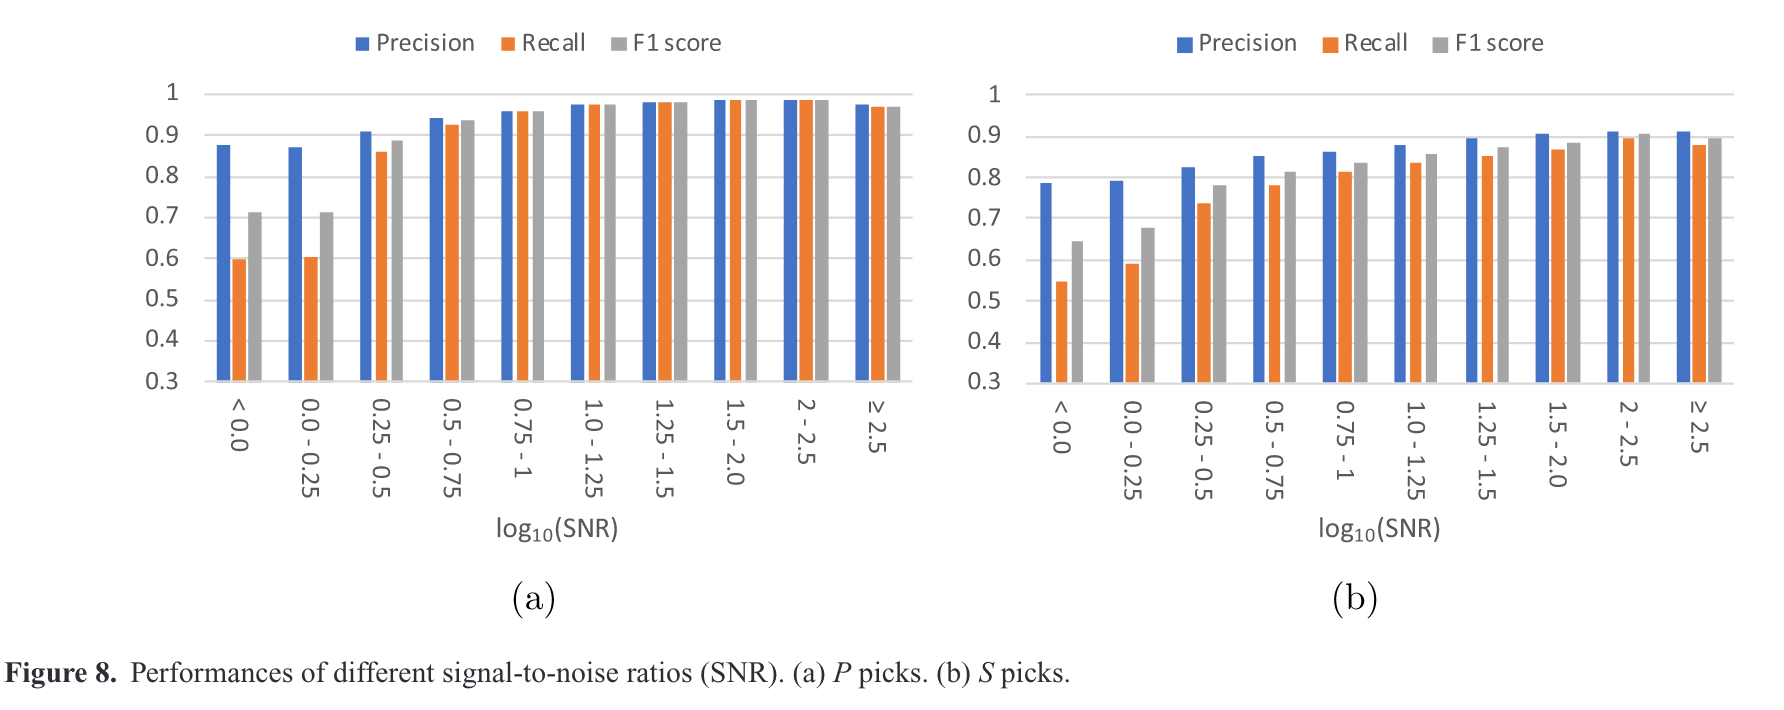 Precision Recall F1 score
1
0.9
0.8
0.7
0.6
0.5
0.4
0.3
< 0.0
0.0 - 0.25
0.25 - 0.5
0.5 - 0.75
0.75 - 1
1.0 - 1.25
1.25 - 1.5
1.5 - 2.0
2 - 2.5
≥ 2.5
log₁₀(SNR)
(a)
Precision Recall F1 score
1
0.9
0.8
0.7
0.6
0.5
0.4
0.3
< 0.0
0.0 - 0.25
0.25 - 0.5
0.5 - 0.75
0.75 - 1
1.0 - 1.25
1.25 - 1.5
1.5 - 2.0
2 - 2.5
≥ 2.5
log₁₀(SNR)
(b)
Figure 8. Performances of different signal-to-noise ratios (SNR). (a) P picks. (b) S picks.